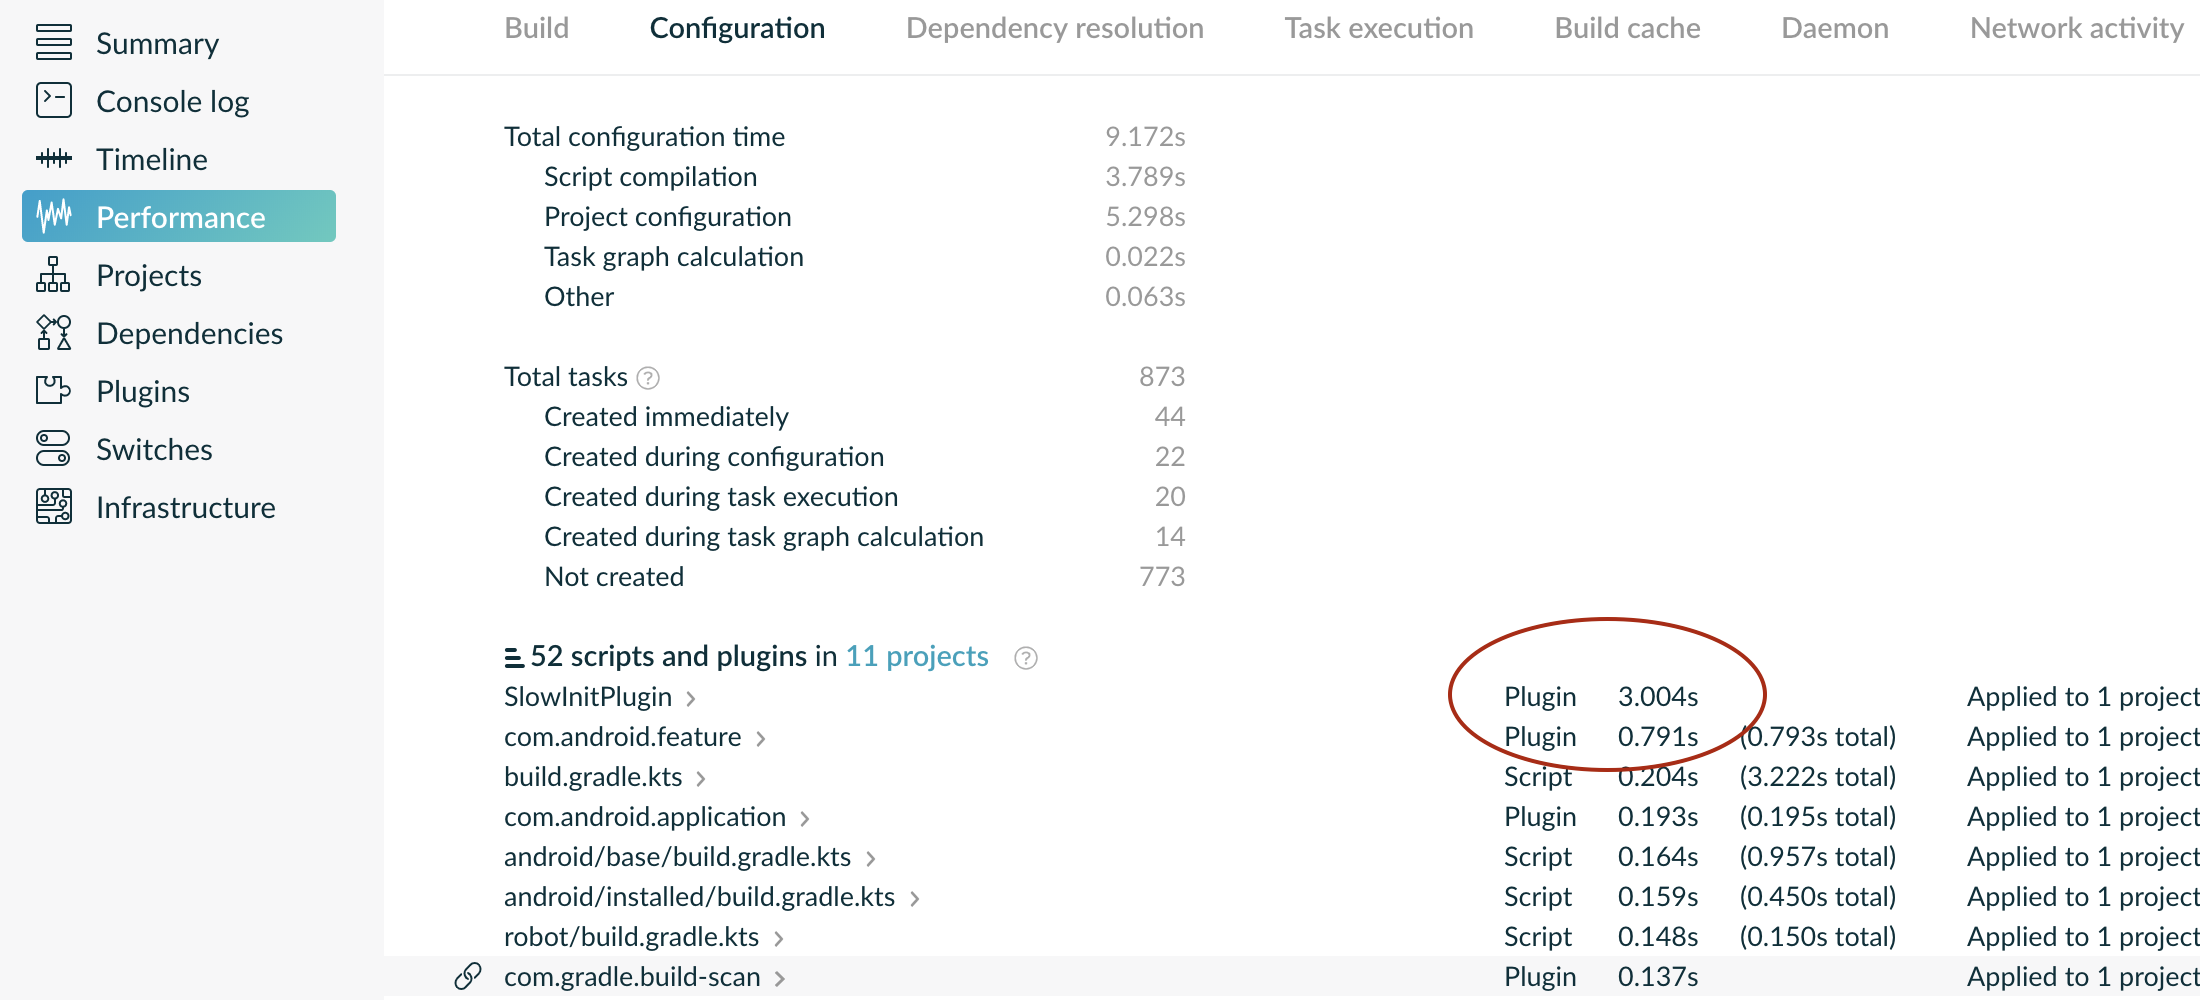 Summary
Console log
Timeline
Performance
Projects
Dependencies
Plugins
Switches
Infrastructure
Build Configuration Dependency resolution Task execution Build cache Daemon Network activity
Total configuration time 9.172s
Script compilation 3.789s
Project configuration 5.298s
Task graph calculation 0.022s
Other 0.063s
Total tasks ? 873
Created immediately 44
Created during configuration 22
Created during task execution 20
Created during task graph calculation 14
Not created 773
52 scripts and plugins in 11 projects ?
SlowInitPlugin > Plugin 3.004s Applied to 1 project
com.android.feature > Plugin 0.791s (0.793s total) Applied to 1 project
build.gradle.kts > Script 0.204s (3.222s total) Applied to 1 project
com.android.application > Plugin 0.193s (0.195s total) Applied to 1 project
android/base/build.gradle.kts > Script 0.164s (0.957s total) Applied to 1 project
android/installed/build.gradle.kts > Script 0.159s (0.450s total) Applied to 1 project
robot/build.gradle.kts > Script 0.148s (0.150s total) Applied to 1 project
com.gradle.build-scan > Plugin 0.137s Applied to 1 project